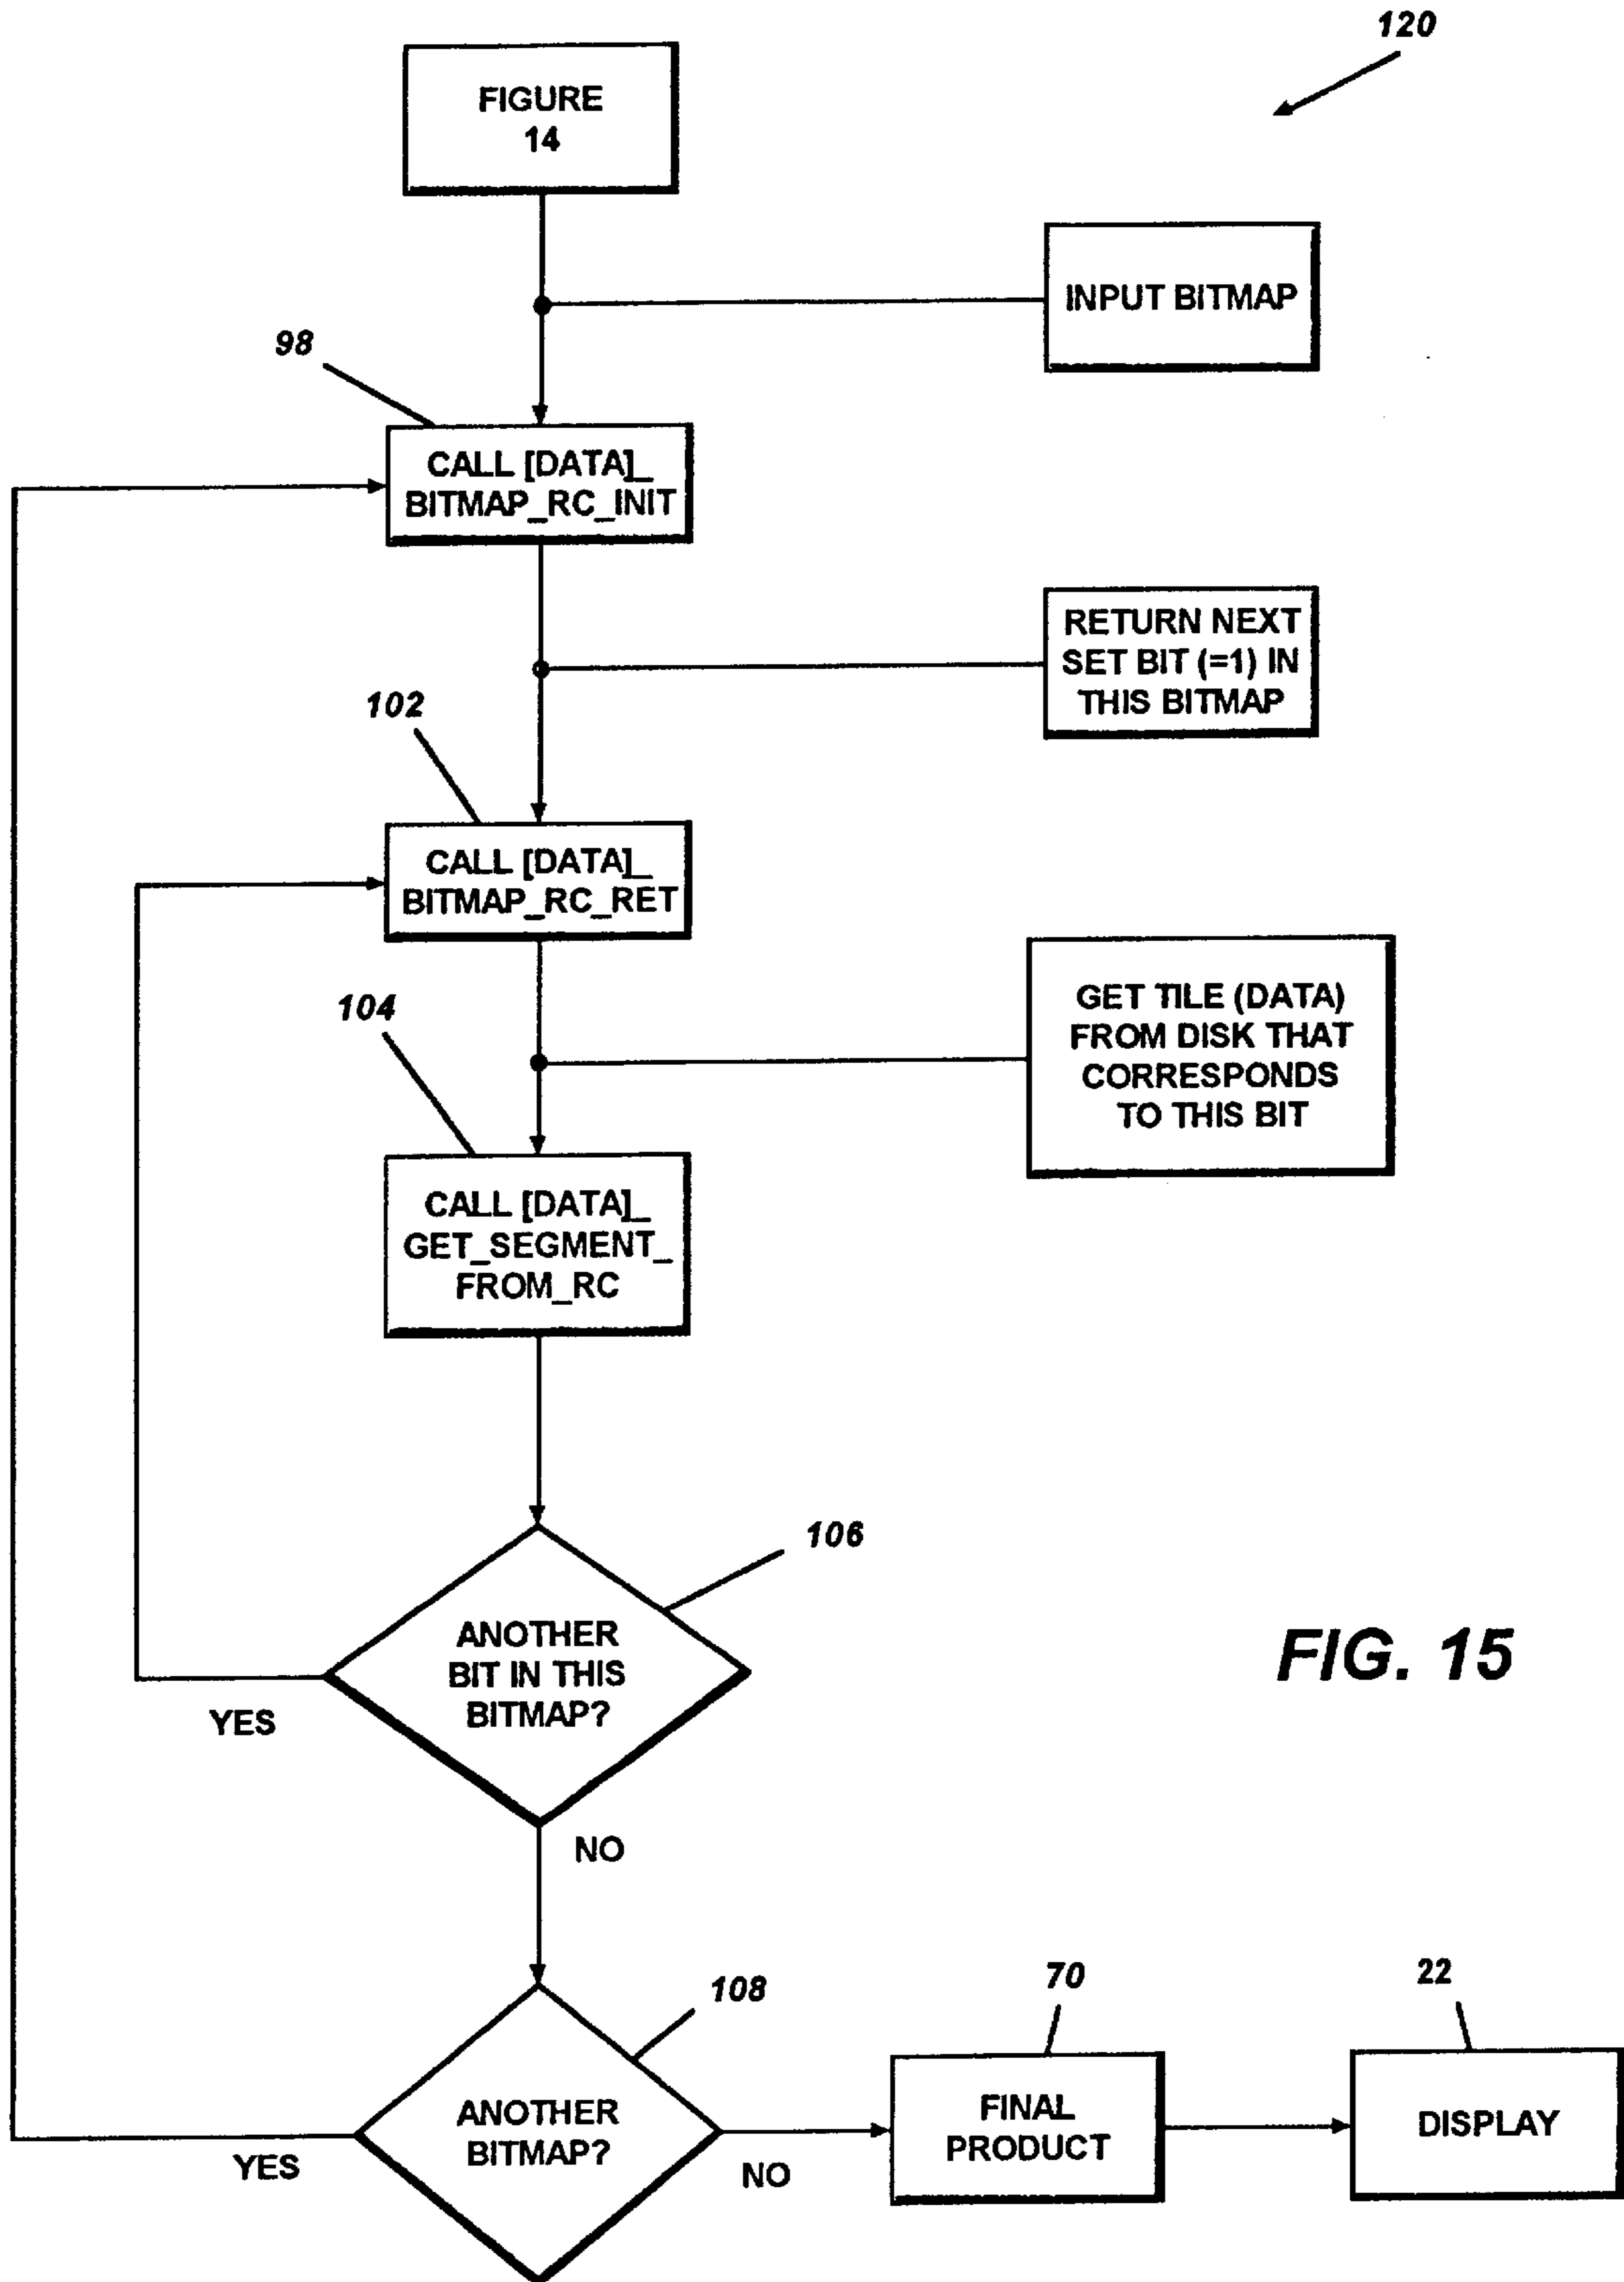 120
FIGURE
14
INPUT BITMAP
98
CALL [DATA]_
BITMAP_RC_INIT
RETURN NEXT
SET BIT (=1) IN
THIS BITMAP
102
CALL [DATA]_
BITMAP_RC_RET
GET TILE (DATA)
FROM DISK THAT
CORRESPONDS
TO THIS BIT
104
CALL [DATA]_
GET_SEGMENT_
FROM_RC
106
ANOTHER
BIT IN THIS
BITMAP?
YES
NO
FIG. 15
108
ANOTHER
BITMAP?
YES
NO
70
FINAL
PRODUCT
22
DISPLAY